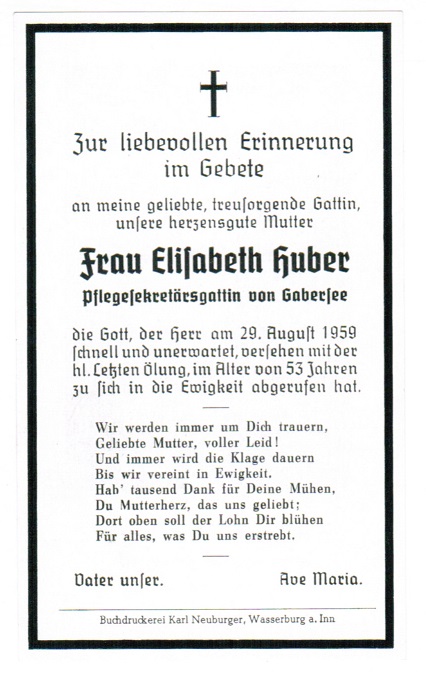 Zur liebevollen Erinnerung
im Gebete
an meine geliebte, treusorgende Gattin,
unsere herzensgute Mutter
Frau Elisabeth Huber
Pflegesekretärsgattin von Gabersee
die Gott, der Herr am 29. August 1959
schnell und unerwartet, versehen mit der
hl. Letzten Ölung, im Alter von 53 Jahren
zu sich in die Ewigkeit abgerufen hat.
Wir werden immer um Dich trauern,
Geliebte Mutter, voller Leid!
Und immer wird die Klage dauern
Bis wir vereint in Ewigkeit.
Hab' tausend Dank für Deine Mühen,
Du Mutterherz, das uns geliebt;
Dort oben soll der Lohn Dir blühen
Für alles, was Du uns erstrebt.
Vater unser. Ave Maria.
Buchdruckerei Karl Neuburger, Wasserburg a. Inn